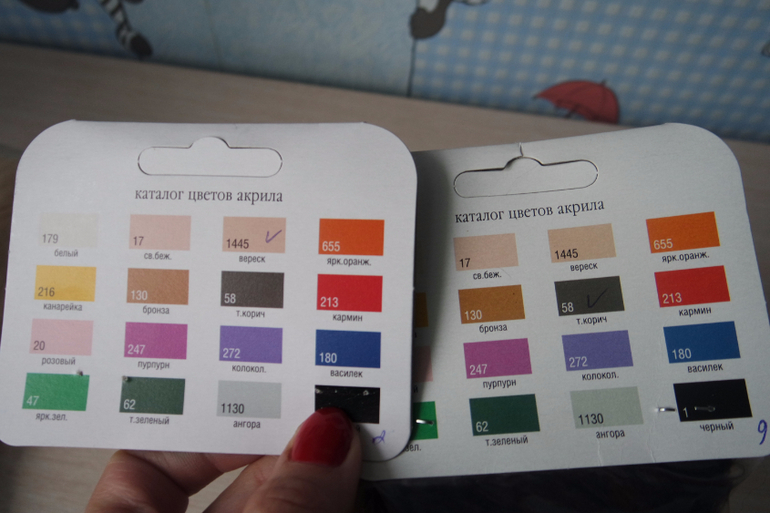 каталог цветов акрила
179 17 1445 655
белый св.беж. вереск ярк.оранж.
216 130 58 213
канарейка бронза т.корич кармин
20 247 272 180
розовый пурпурн колокол. василек
47 62 1130
ярк.зел. т.зеленый ангора
2
каталог цветов акрила
17 1445 655
св.беж. вереск ярк.оранж.
130 58 213
бронза т.корич кармин
247 272 180
пурпурн колокол. василек
62 1130 1
зел. т.зеленый ангора черный
9